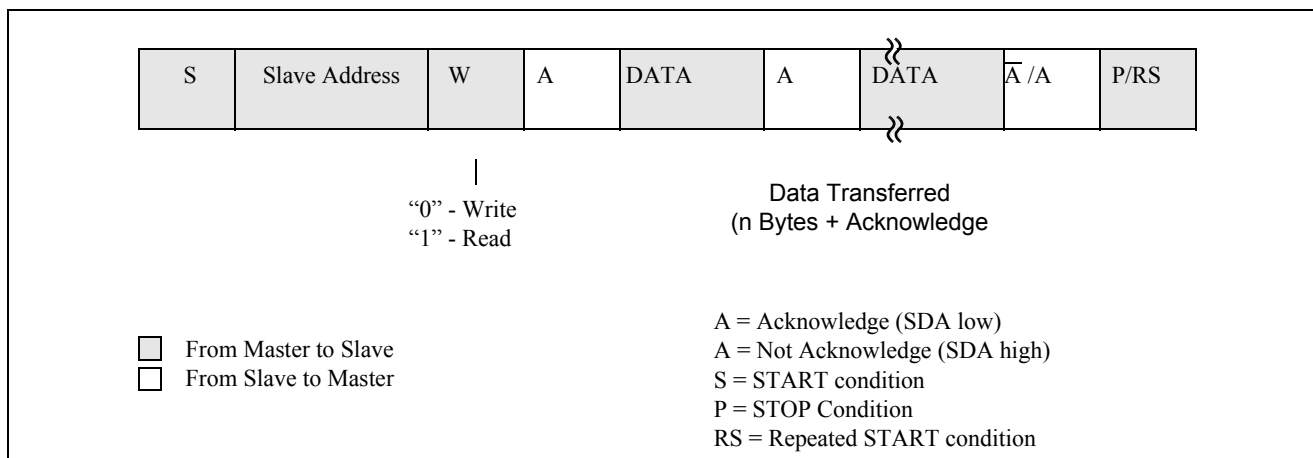 S Slave Address W A DATA A DATA A̅ /A P/RS
“0” - Write
“1” - Read
Data Transferred
(n Bytes + Acknowledge
From Master to Slave
From Slave to Master
A = Acknowledge (SDA low)
A = Not Acknowledge (SDA high)
S = START condition
P = STOP Condition
RS = Repeated START condition